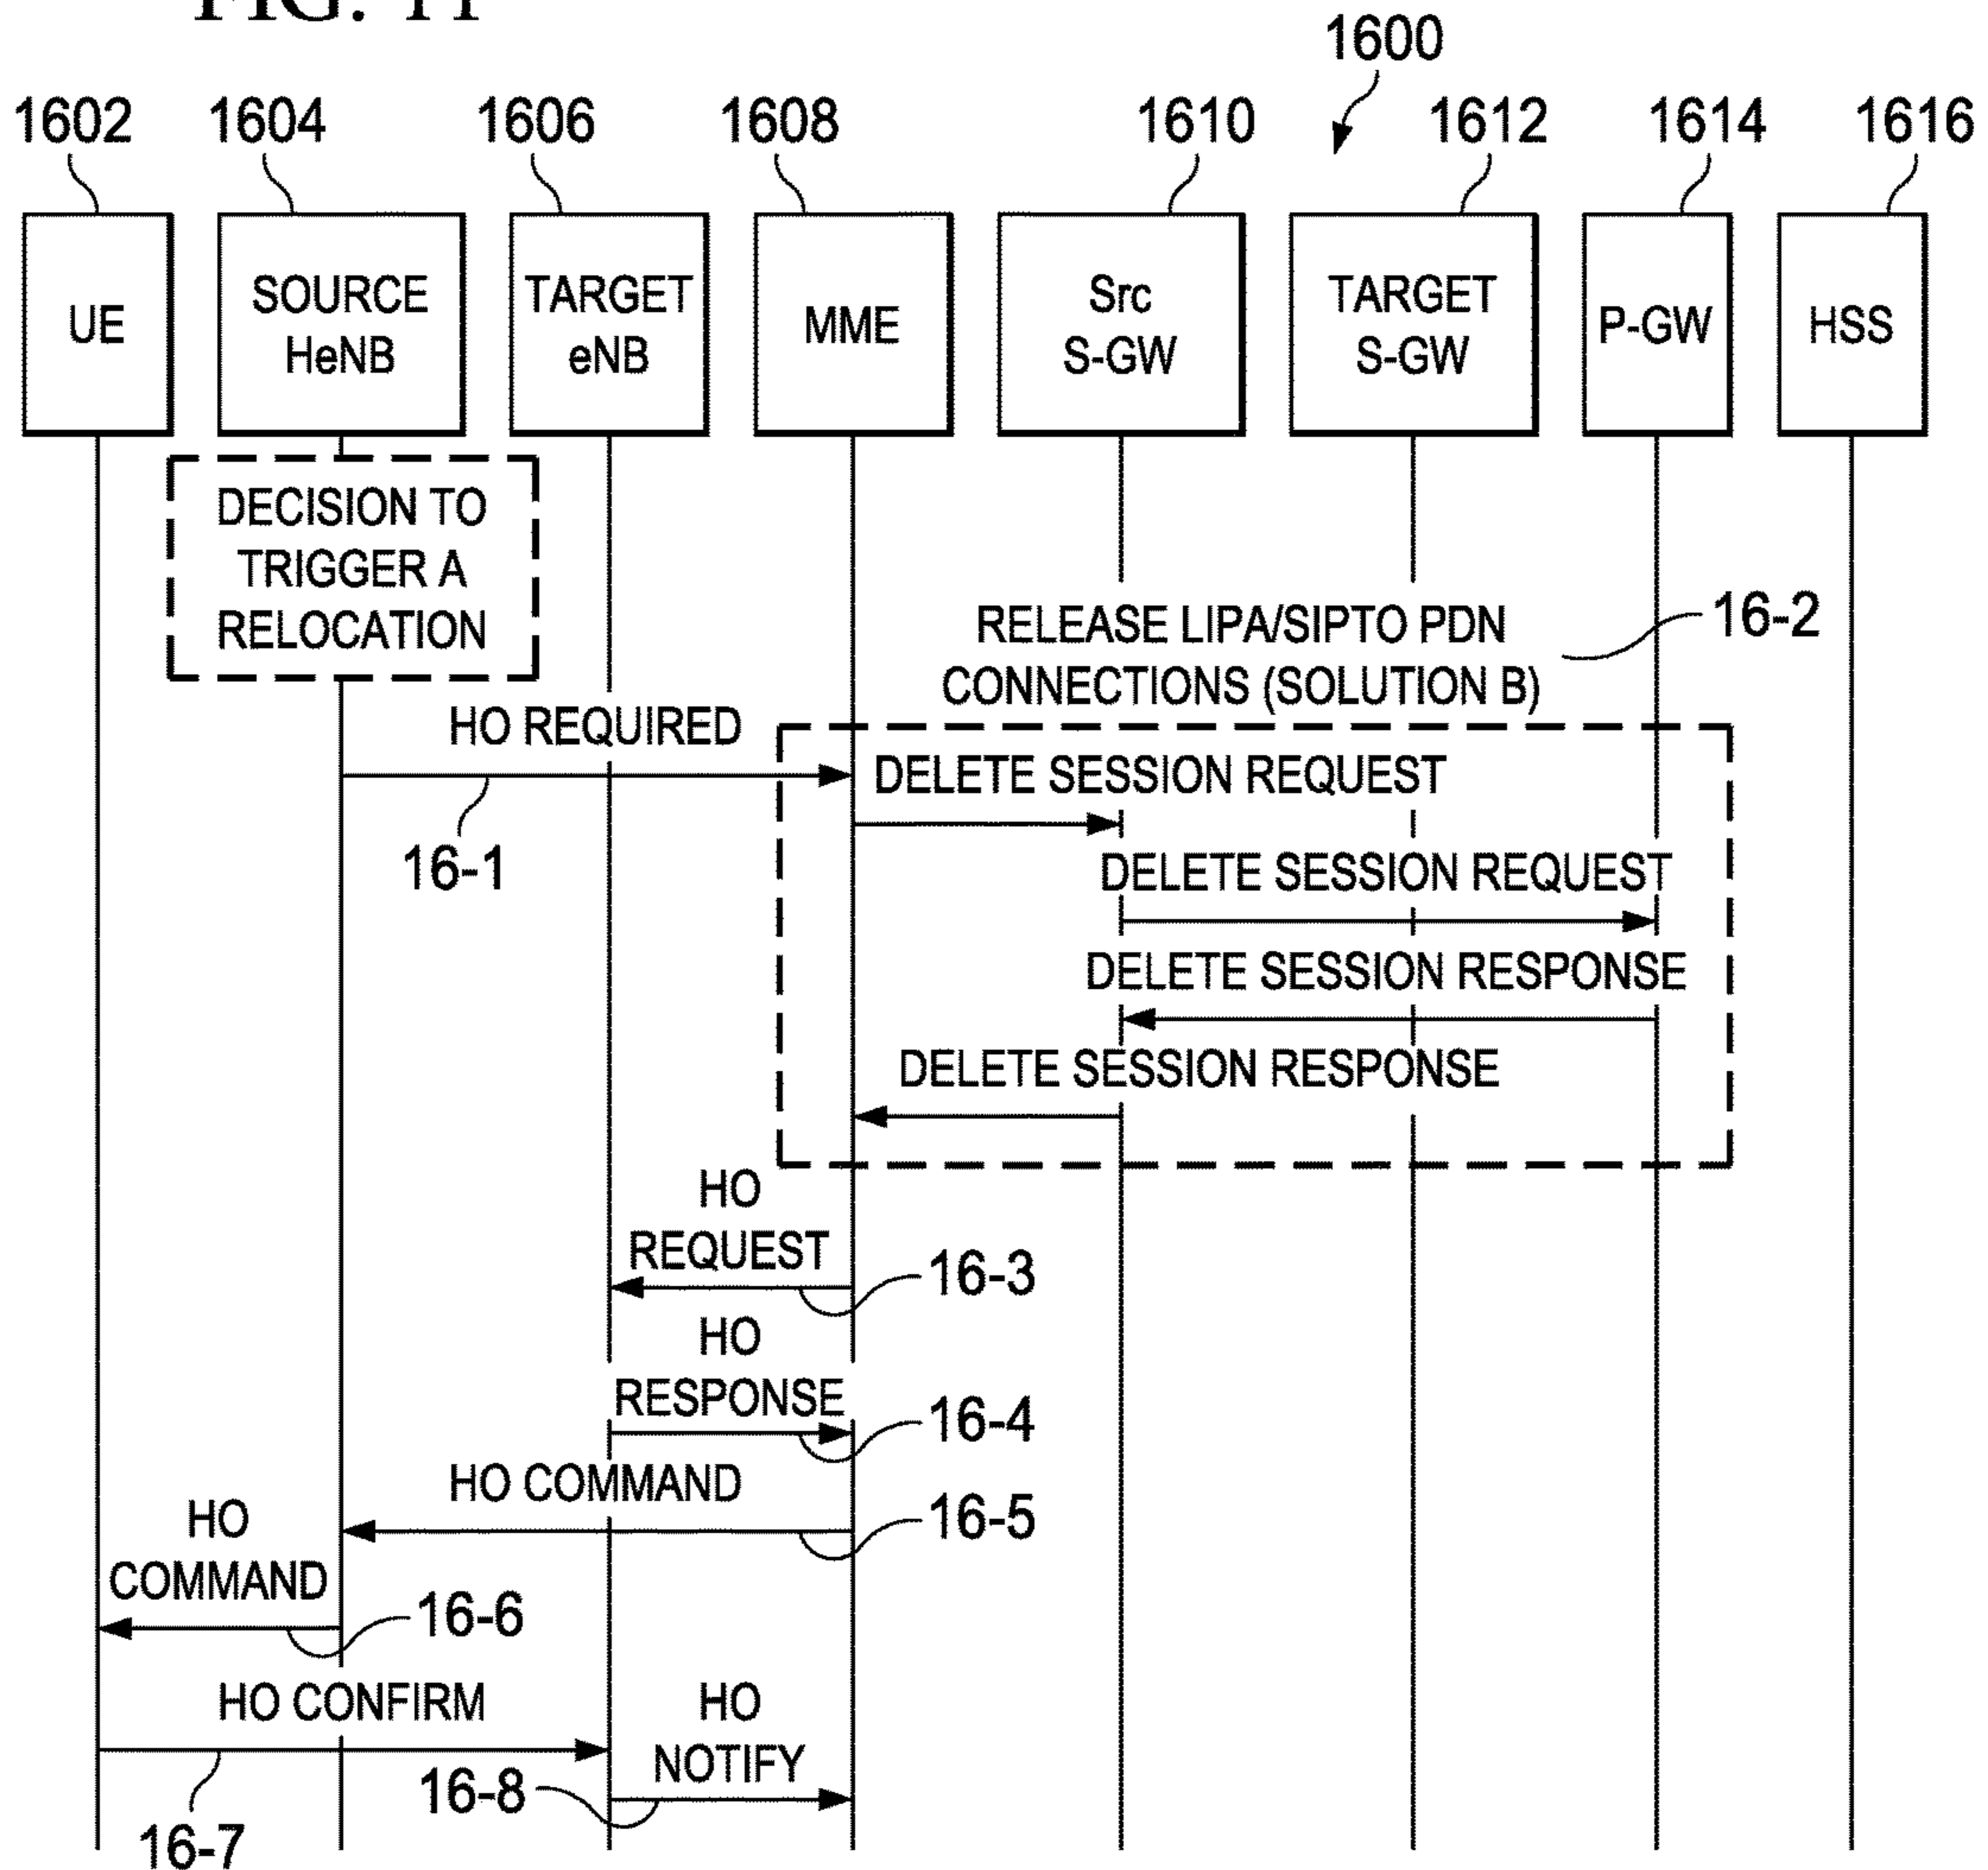 FIG. 11
1600
1602 1604 1606 1608 1610 1612 1614 1616
UE
SOURCE
HeNB
TARGET
eNB
MME
Src
S-GW
TARGET
S-GW
P-GW
HSS
DECISION TO
TRIGGER A
RELOCATION
RELEASE LIPA/SIPTO PDN
CONNECTIONS (SOLUTION B)
16-2
HO REQUIRED
16-1
DELETE SESSION REQUEST
DELETE SESSION REQUEST
DELETE SESSION RESPONSE
DELETE SESSION RESPONSE
HO
REQUEST
16-3
HO
RESPONSE
16-4
HO COMMAND
16-5
HO
COMMAND
16-6
HO CONFIRM
16-7
HO
NOTIFY
16-8